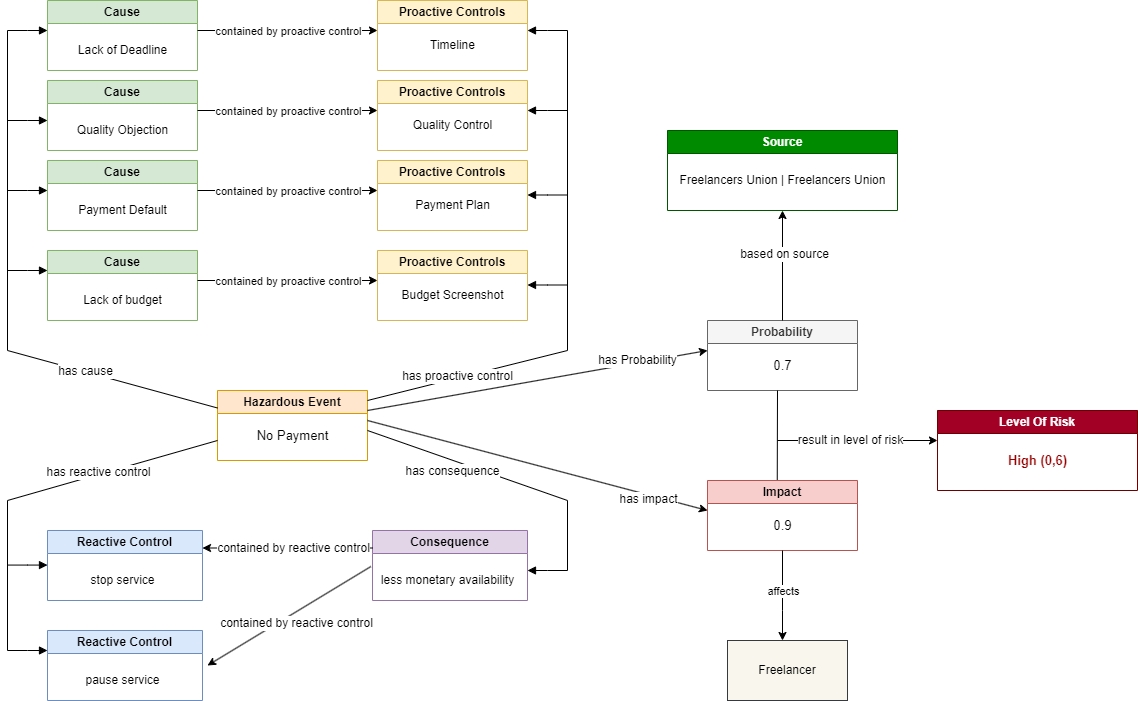 Cause
Lack of Deadline
contained by proactive control
Proactive Controls
Timeline
Cause
Quality Objection
contained by proactive control
Proactive Controls
Quality Control
Cause
Payment Default
contained by proactive control
Proactive Controls
Payment Plan
Cause
Lack of budget
contained by proactive control
Proactive Controls
Budget Screenshot
Source
Freelancers Union | Freelancers Union
based on source
Probability
0.7
has cause
has proactive control
has Probability
Hazardous Event
No Payment
result in level of risk
Level Of Risk
High (0,6)
has reactive control
has consequence
has impact
Impact
0.9
Reactive Control
stop service
contained by reactive control
Consequence
less monetary availability
affects
contained by reactive control
Reactive Control
pause service
Freelancer